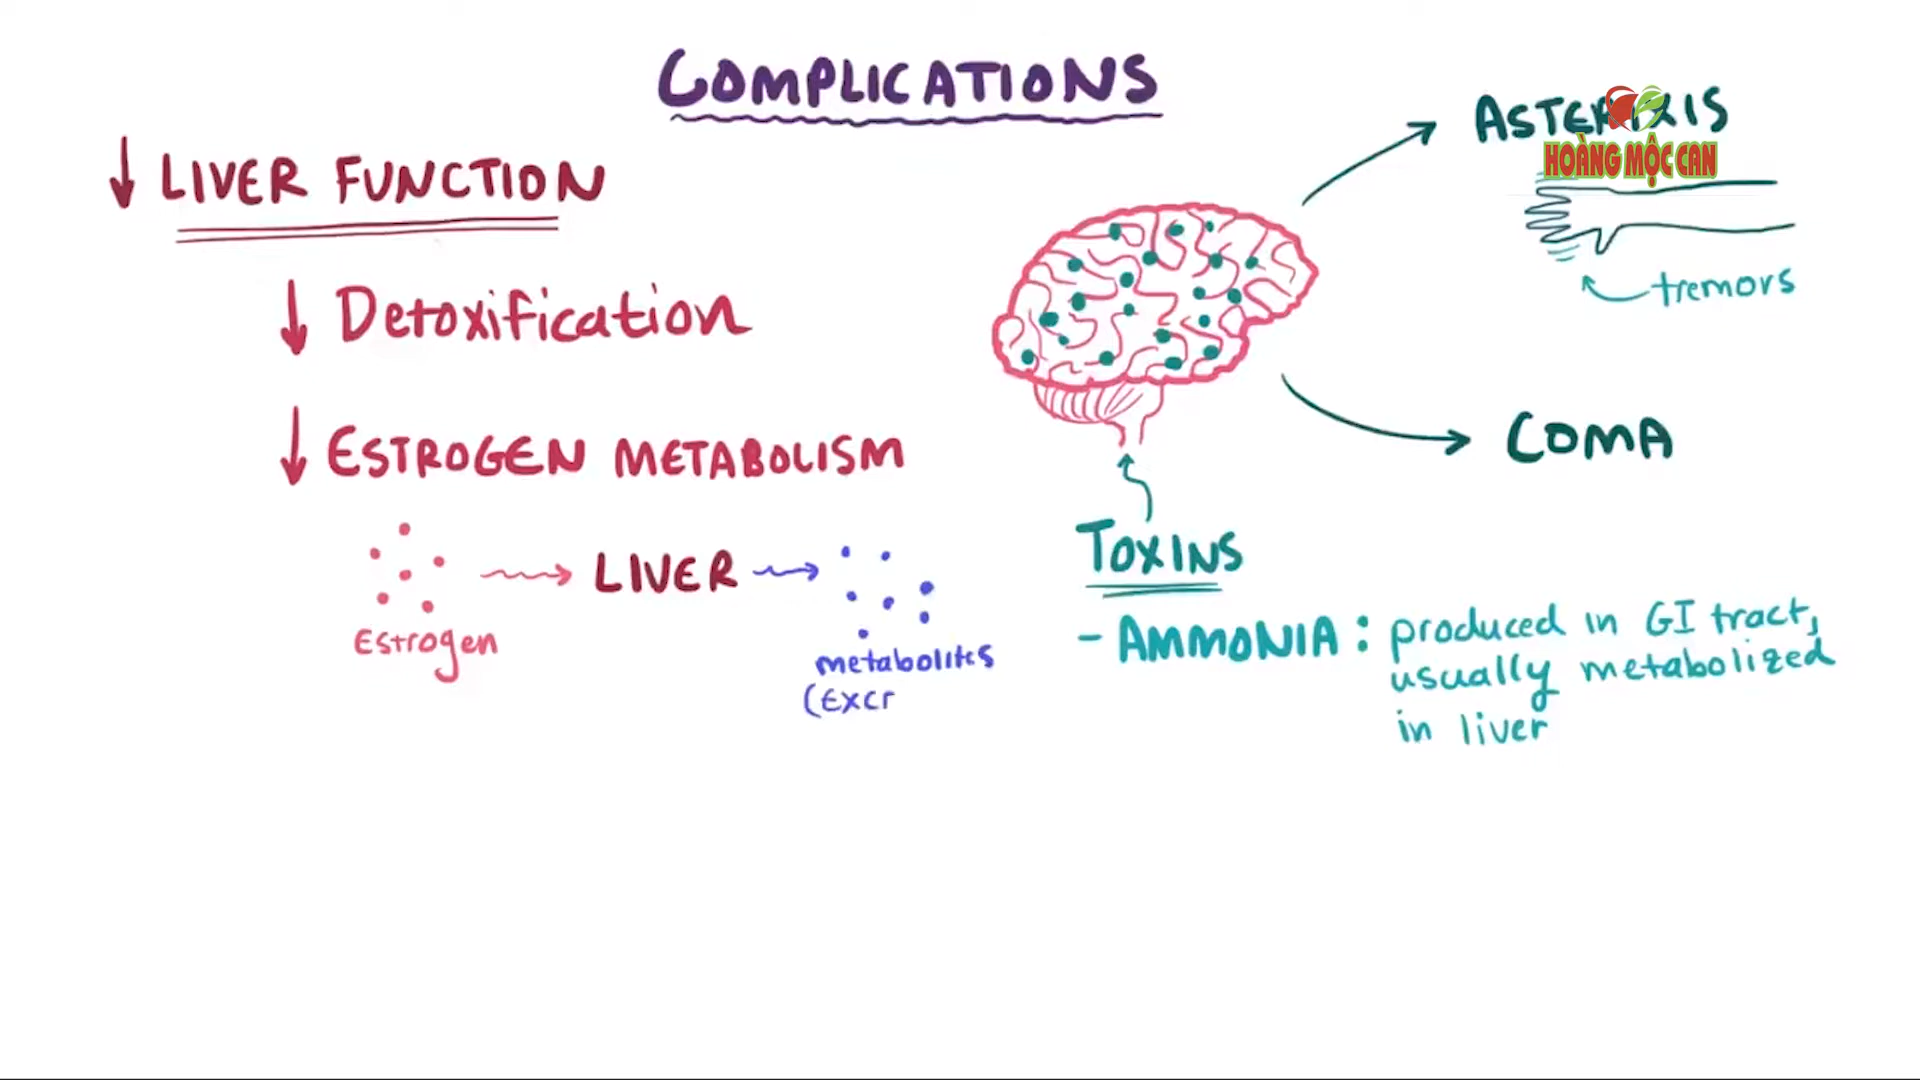 COMPLICATIONS
↓ LIVER FUNCTION
↓ Detoxification
↓ ESTROGEN METABOLISM
Estrogen
LIVER
metabolites
(Excr
ASTERIXIS
HOÀNG MỘC CAN
tremors
COMA
TOXINS
- AMMONIA: produced in GI tract,
usually metabolized
in liver